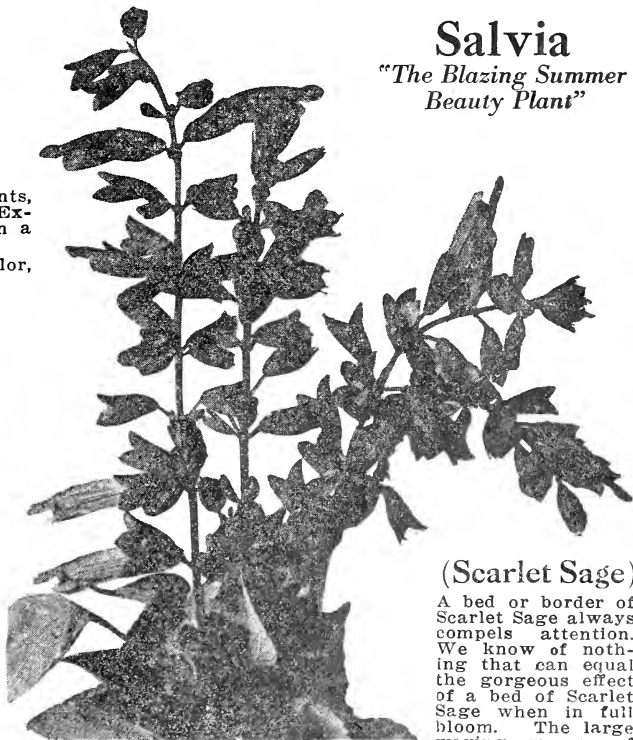 Salvia
"The Blazing Summer
Beauty Plant"
nts,
Ex-
n a
lor,
(Scarlet Sage)
A bed or border of
Scarlet Sage always
compels attention.
We know of noth-
ing that can equal
the gorgeous effect
of a bed of Scarlet
Sage when in full
bloom. The large